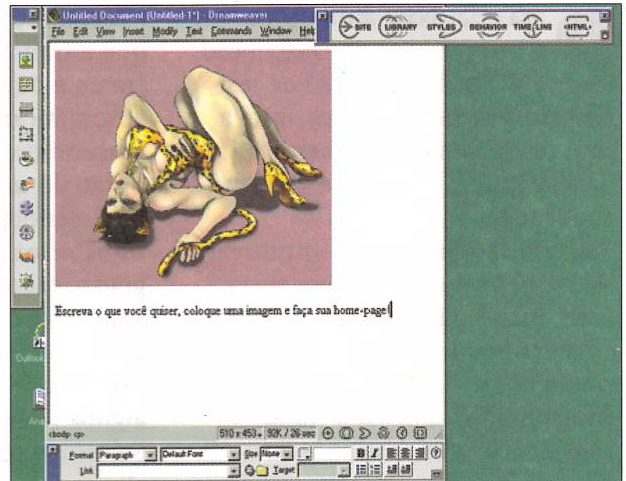 Untitled Document (Untitled-1*) - Dreamweaver
File Edit View Insert Modify Text Commands Window Help
SITE LIBRARY STYLES BEHAVIOR TIMELINE <HTML>
Escreva o que você quiser, coloque uma imagem e faça sua home-page!
Outlook
<body> <p>
510 x 453 92K / 26 sec
Format Paragraph Default Font Size None B I
Link Target